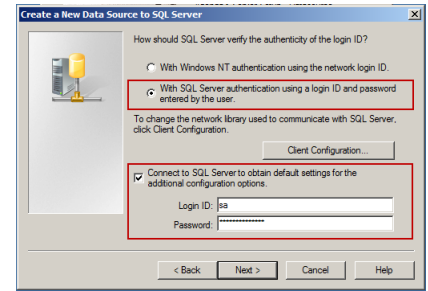 Create a New Data Source to SQL Server
How should SQL Server verify the authenticity of the login ID?
With Windows NT authentication using the network login ID.
With SQL Server authentication using a login ID and password
entered by the user.
To change the network library used to communicate with SQL Server,
click Client Configuration.
Client Configuration...
Connect to SQL Server to obtain default settings for the
additional configuration options.
Login ID: sa
Password: **************
< Back Next > Cancel Help